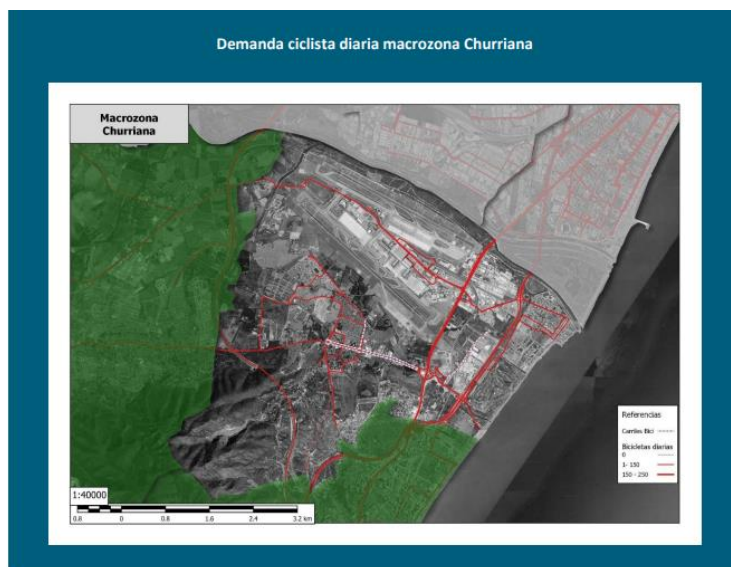 Demanda ciclista diaria macrozona Churriana
Macrozona
Churriana
Referencias
Carriles Bici
Bicicletas diarias
0
1- 150
150 - 250
1:40000
0.8 0 0.8 1.6 2.4 3.2 km